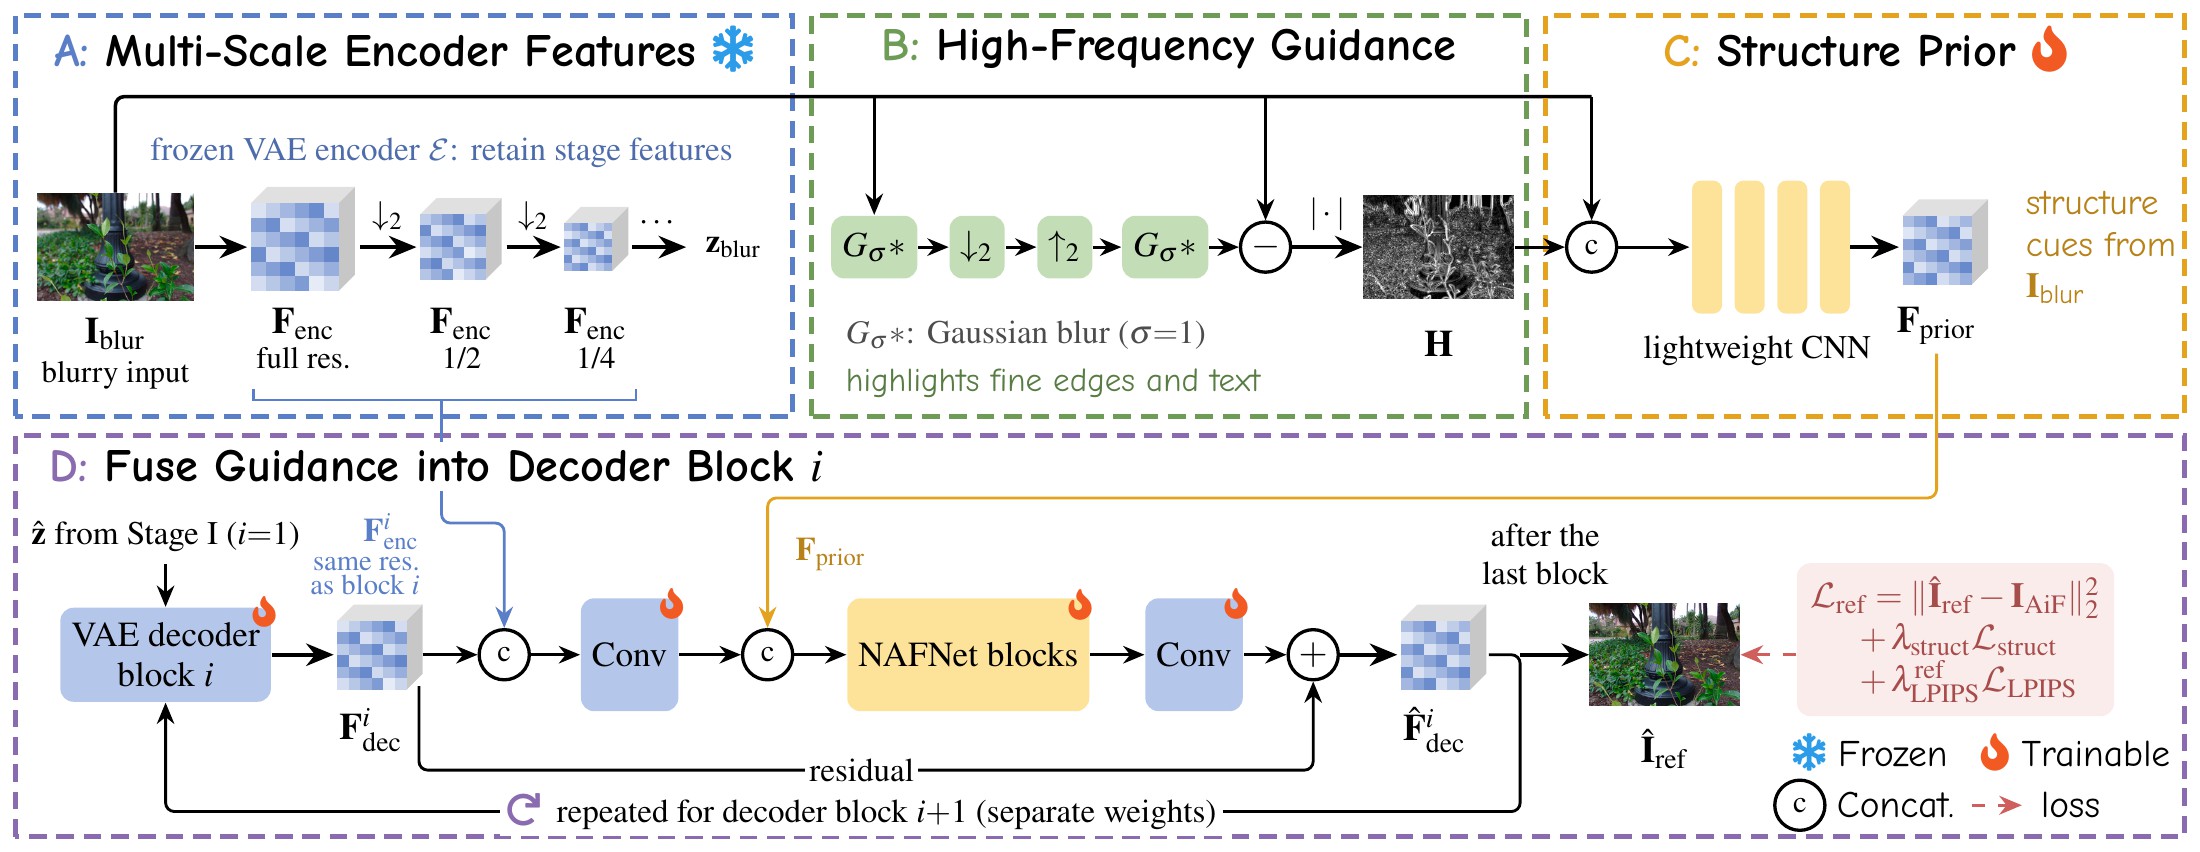 A: Multi-Scale Encoder Features
frozen VAE encoder ℰ: retain stage features
↓2
↓2
···
z_blur
I_blur
blurry input
F_enc
full res.
F_enc
1/2
F_enc
1/4
B: High-Frequency Guidance
G_σ∗
↓2
↑2
G_σ∗
−
|·|
H
G_σ∗: Gaussian blur (σ=1)
highlights fine edges and text
C: Structure Prior
c
lightweight CNN
F_prior
structure
cues from
I_blur
D: Fuse Guidance into Decoder Block i
ẑ from Stage I (i=1)
F^i_enc
same res.
as block i
VAE decoder
block i
F^i_dec
c
Conv
c
F_prior
NAFNet blocks
Conv
+
F̂^i_dec
residual
repeated for decoder block i+1 (separate weights)
after the
last block
Î_ref
ℒ_ref = ‖Î_ref − I_AiF‖²₂
+ λ_struct ℒ_struct
+ λ^ref_LPIPS ℒ_LPIPS
Frozen
Trainable
c Concat.
loss